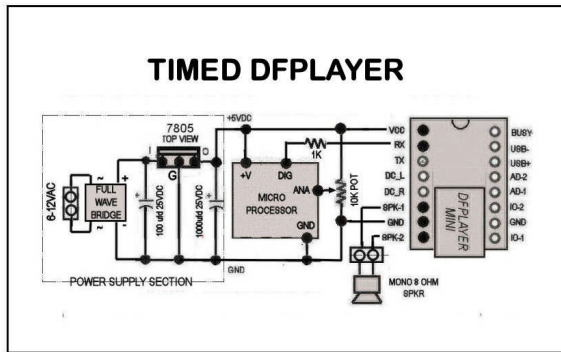 TIMED DFPLAYER
7805
TOP VIEW
I
O
G
+5VDC
6-12VAC
~
~
FULL
WAVE
BRIDGE
+
-
+
100 ufd 25VDC
+
1000ufd 25VDC
+V
DIG
ANA
MICRO
PROCESSOR
GND
1K
10K POT
GND
POWER SUPPLY SECTION
VCC
RX
TX
DC_L
DC_R
SPK-1
GND
SPK-2
BUSY
USB-
USB+
AD-2
AD-1
IO-2
GND
IO-1
DFPLAYER
MINI
MONO 8 OHM
SPKR